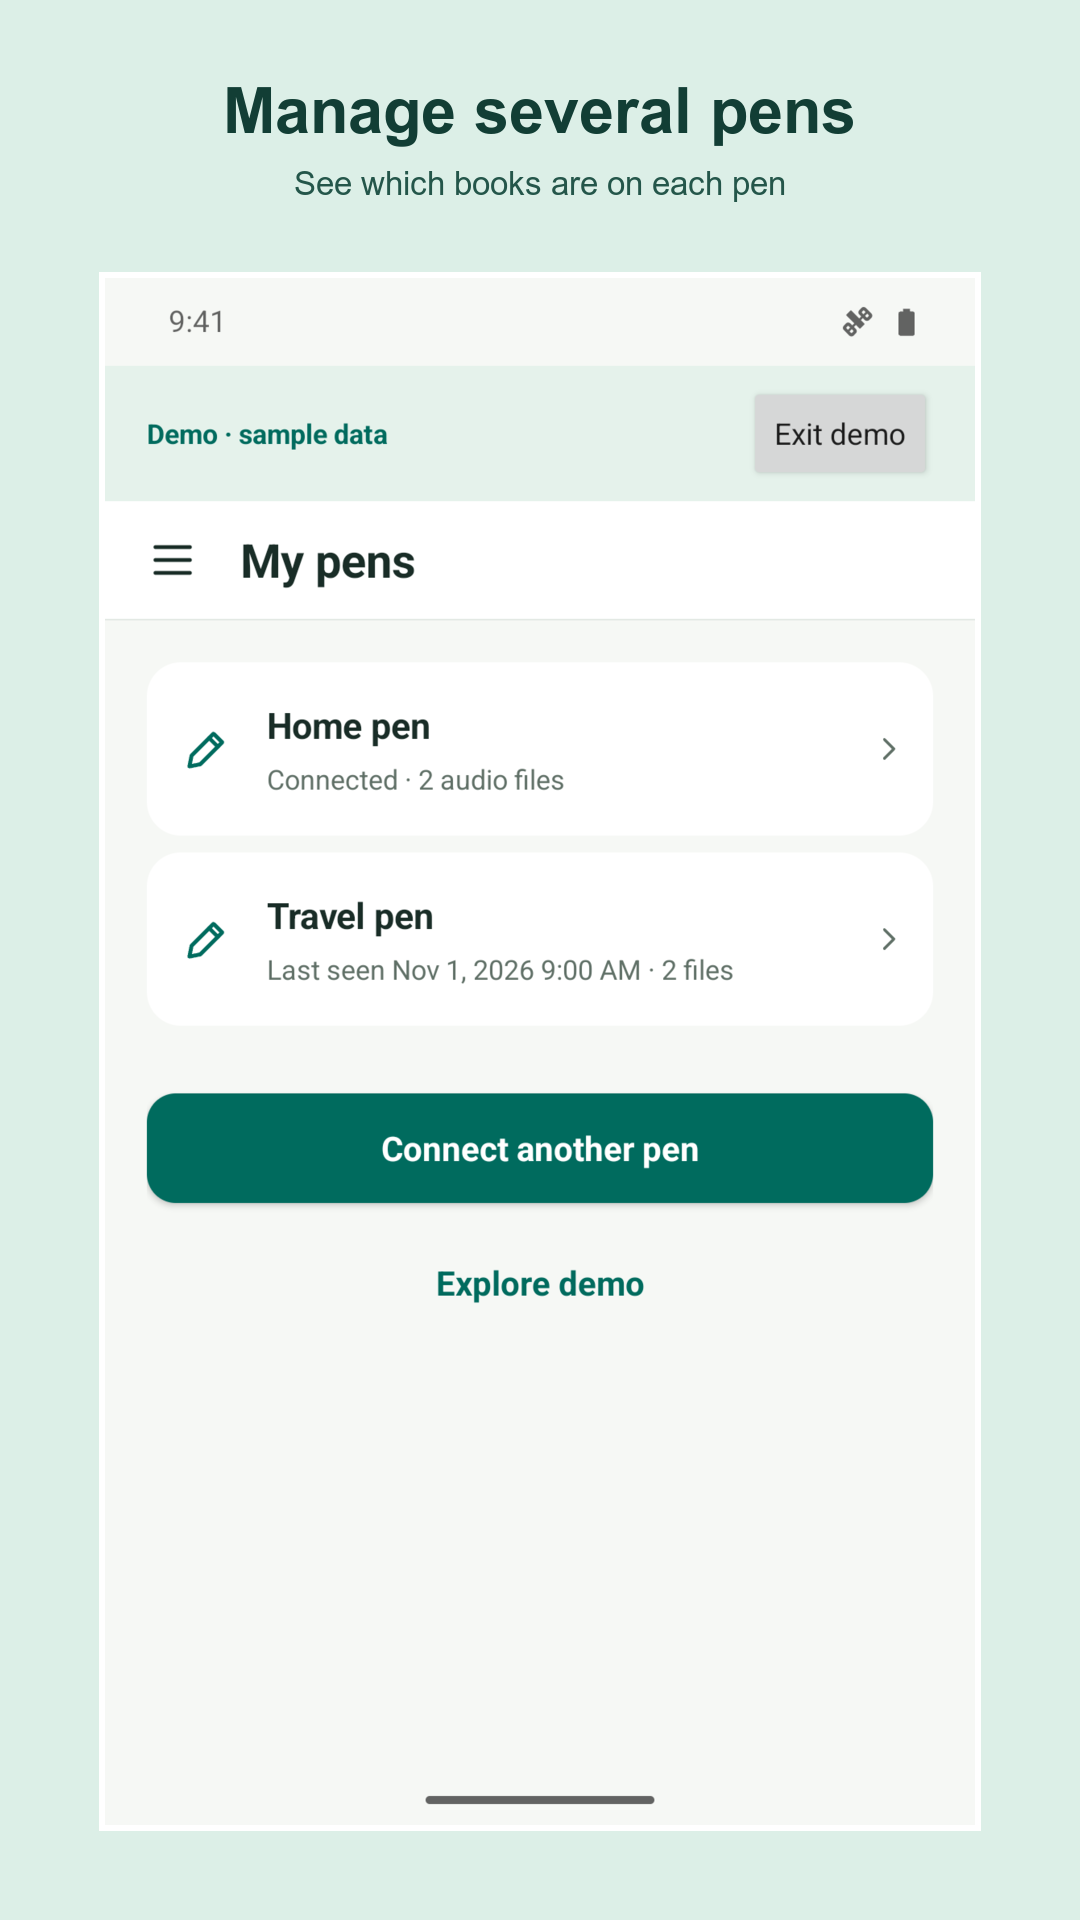 Manage several pens
See which books are on each pen
9:41
Demo · sample data
Exit demo
My pens
Home pen
Connected · 2 audio files
Travel pen
Last seen Nov 1, 2026 9:00 AM · 2 files
Connect another pen
Explore demo